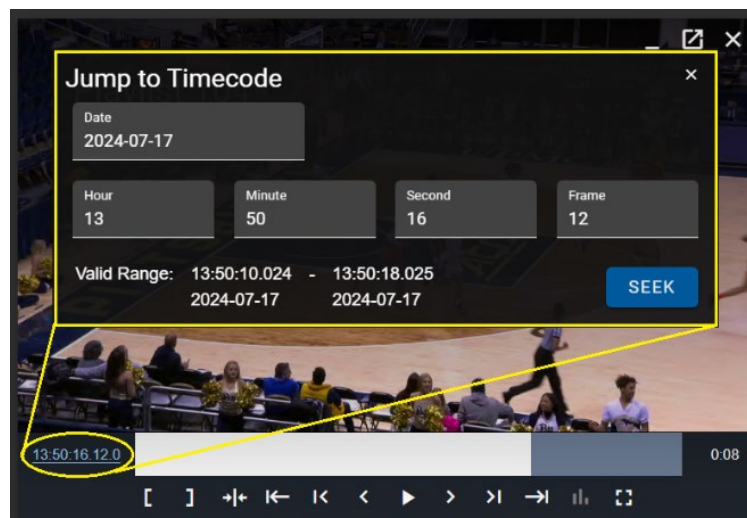 Jump to Timecode
Date
2024-07-17
Hour
13
Minute
50
Second
16
Frame
12
Valid Range: 13:50:10.024 - 13:50:18.025
2024-07-17 2024-07-17
SEEK
13:50:16.12.0
0:08